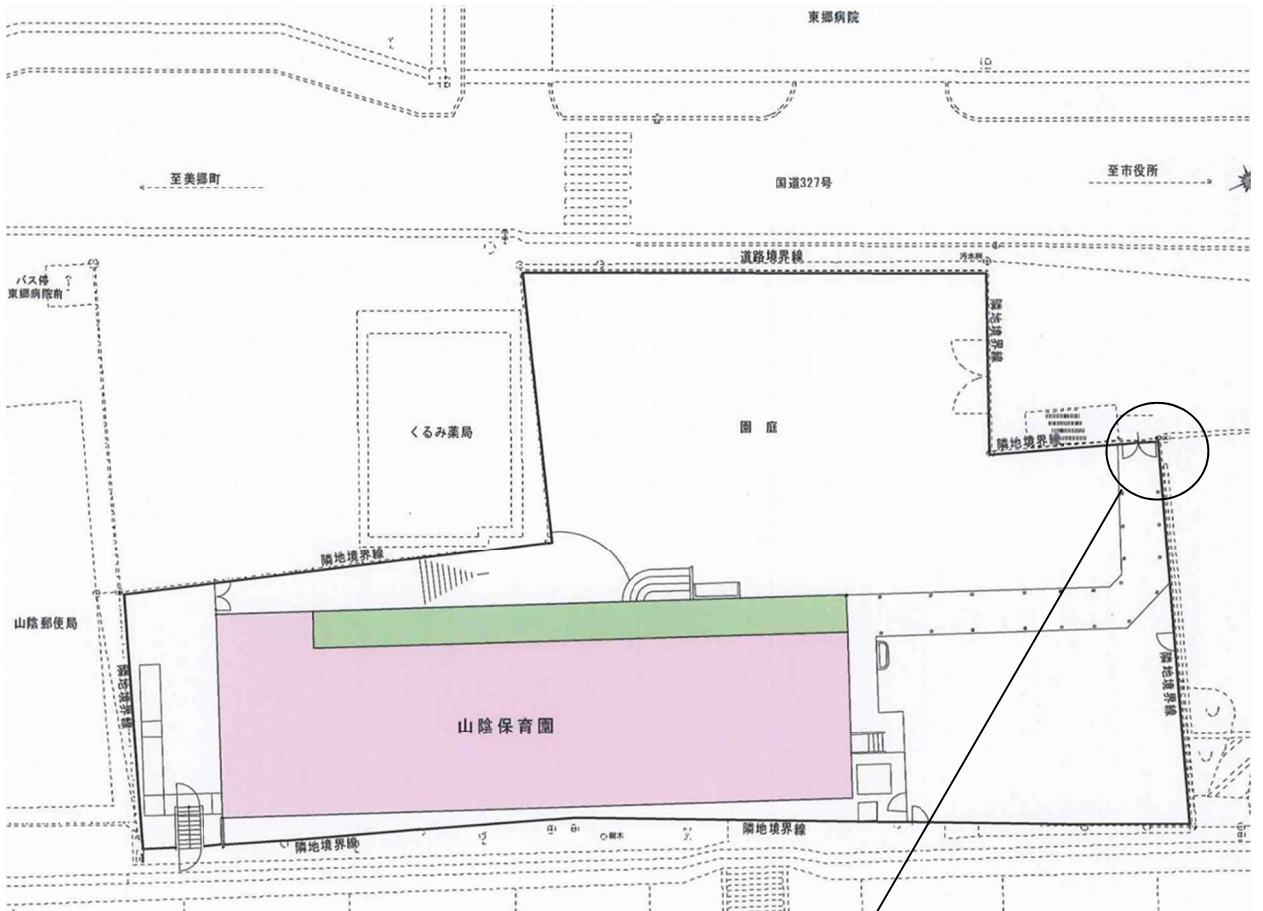 東郷病院
至美郷町
国道327号
至市役所
道路境界線
汚水桝
バス停
東郷病院前
隣地境界線
くるみ薬局
園 庭
隣地境界線
隣地境界線
山陰郵便局
隣地境界線
隣地境界線
山陰保育園
隣地境界線
樹木
隣地境界線